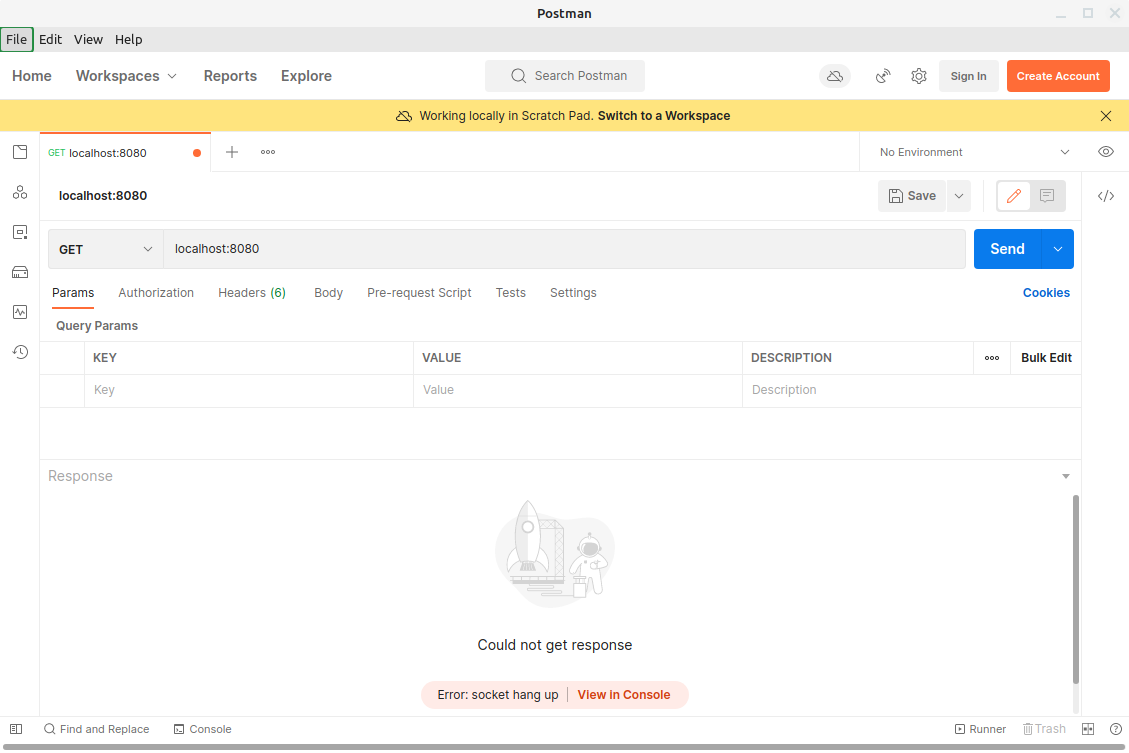 Postman
File Edit View Help
Home Workspaces Reports Explore Search Postman Sign In Create Account
Working locally in Scratch Pad. Switch to a Workspace
GET localhost:8080 No Environment
localhost:8080 Save
GET localhost:8080 Send
Params Authorization Headers (6) Body Pre-request Script Tests Settings Cookies
Query Params
KEY VALUE DESCRIPTION Bulk Edit
Key Value Description
Response
Could not get response
Error: socket hang up View in Console
Find and Replace Console Runner Trash